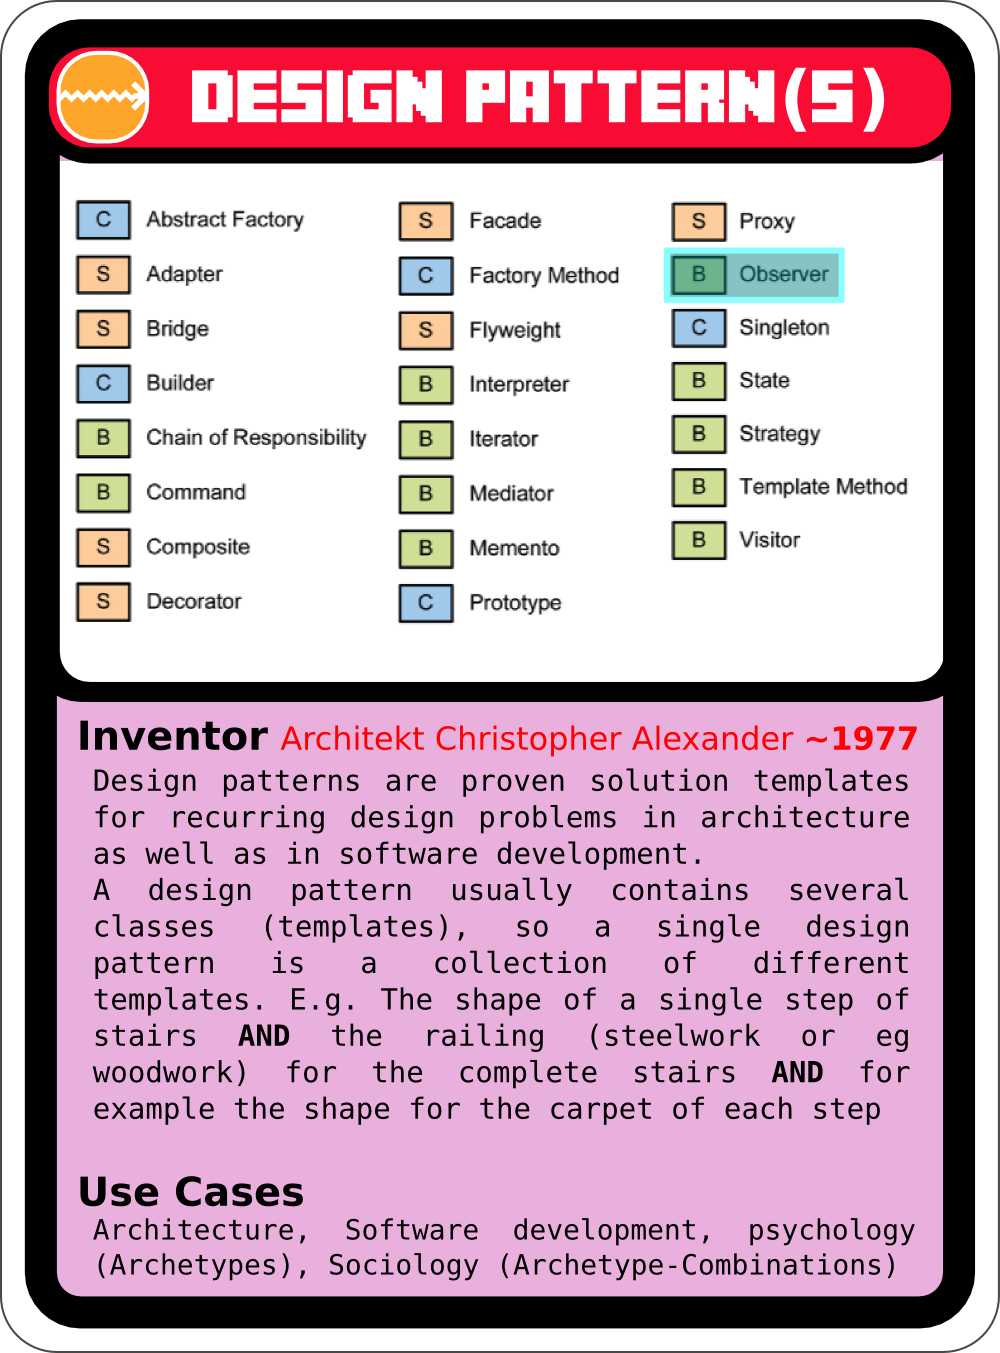 DESIGN PATTERN(S)
C Abstract Factory
S Adapter
S Bridge
C Builder
B Chain of Responsibility
B Command
S Composite
S Decorator
S Facade
C Factory Method
S Flyweight
B Interpreter
B Iterator
B Mediator
B Memento
C Prototype
S Proxy
B Observer
C Singleton
B State
B Strategy
B Template Method
B Visitor
Inventor Architekt Christopher Alexander ~1977
Design patterns are proven solution templates
for recurring design problems in architecture
as well as in software development.
A design pattern usually contains several
classes (templates), so a single design
pattern is a collection of different
templates. E.g. The shape of a single step of
stairs AND the railing (steelwork or eg
woodwork) for the complete stairs AND for
example the shape for the carpet of each step
Use Cases
Architecture, Software development, psychology
(Archetypes), Sociology (Archetype-Combinations)